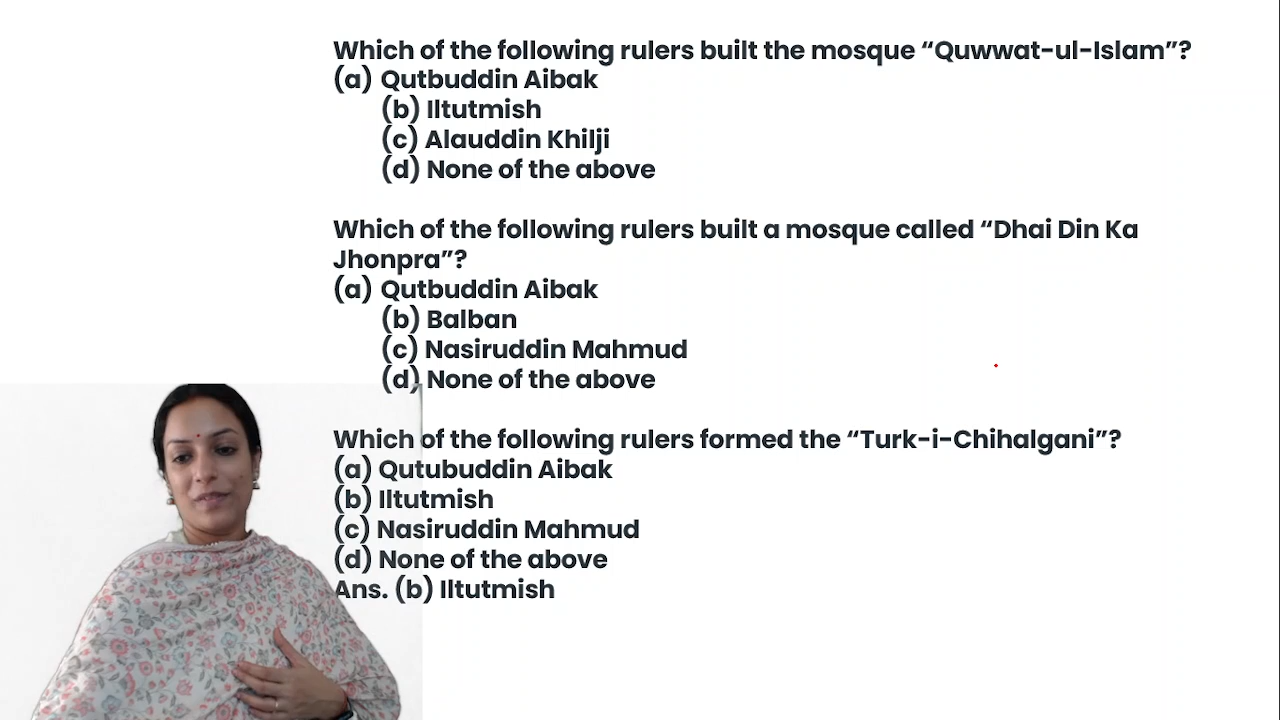 Which of the following rulers built the mosque “Quwwat-ul-Islam”?
(a) Qutbuddin Aibak
(b) Iltutmish
(c) Alauddin Khilji
(d) None of the above
Which of the following rulers built a mosque called “Dhai Din Ka
Jhonpra”?
(a) Qutbuddin Aibak
(b) Balban
(c) Nasiruddin Mahmud
(d) None of the above
Which of the following rulers formed the “Turk-i-Chihalgani”?
(a) Qutubuddin Aibak
(b) Iltutmish
(c) Nasiruddin Mahmud
(d) None of the above
Ans. (b) Iltutmish